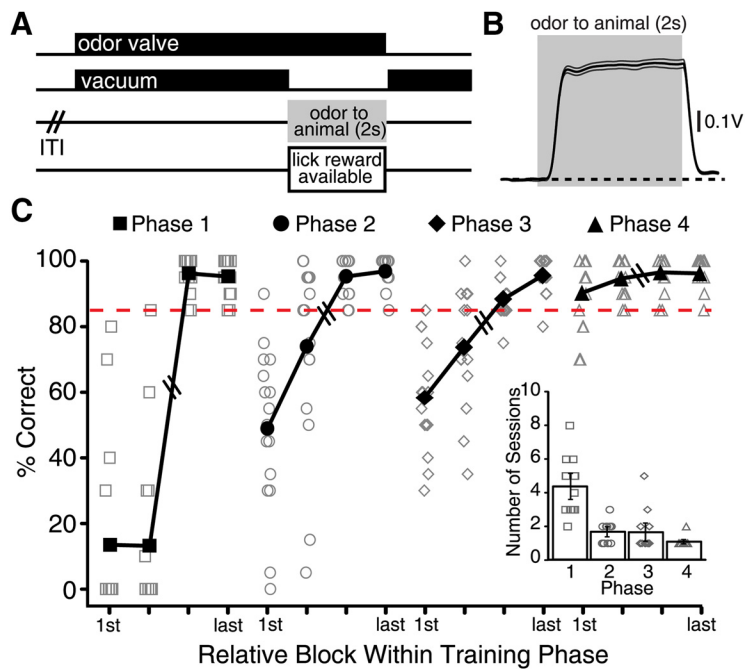 A
odor valve
vacuum
odor to
animal (2s)
ITI
lick reward
available
B
odor to animal (2s)
0.1V
C
Phase 1
Phase 2
Phase 3
Phase 4
% Correct
100
80
60
40
20
0
1st
last
1st
last
1st
last
1st
last
Relative Block Within Training Phase
Number of Sessions
10
8
6
4
2
0
1
2
3
4
Phase